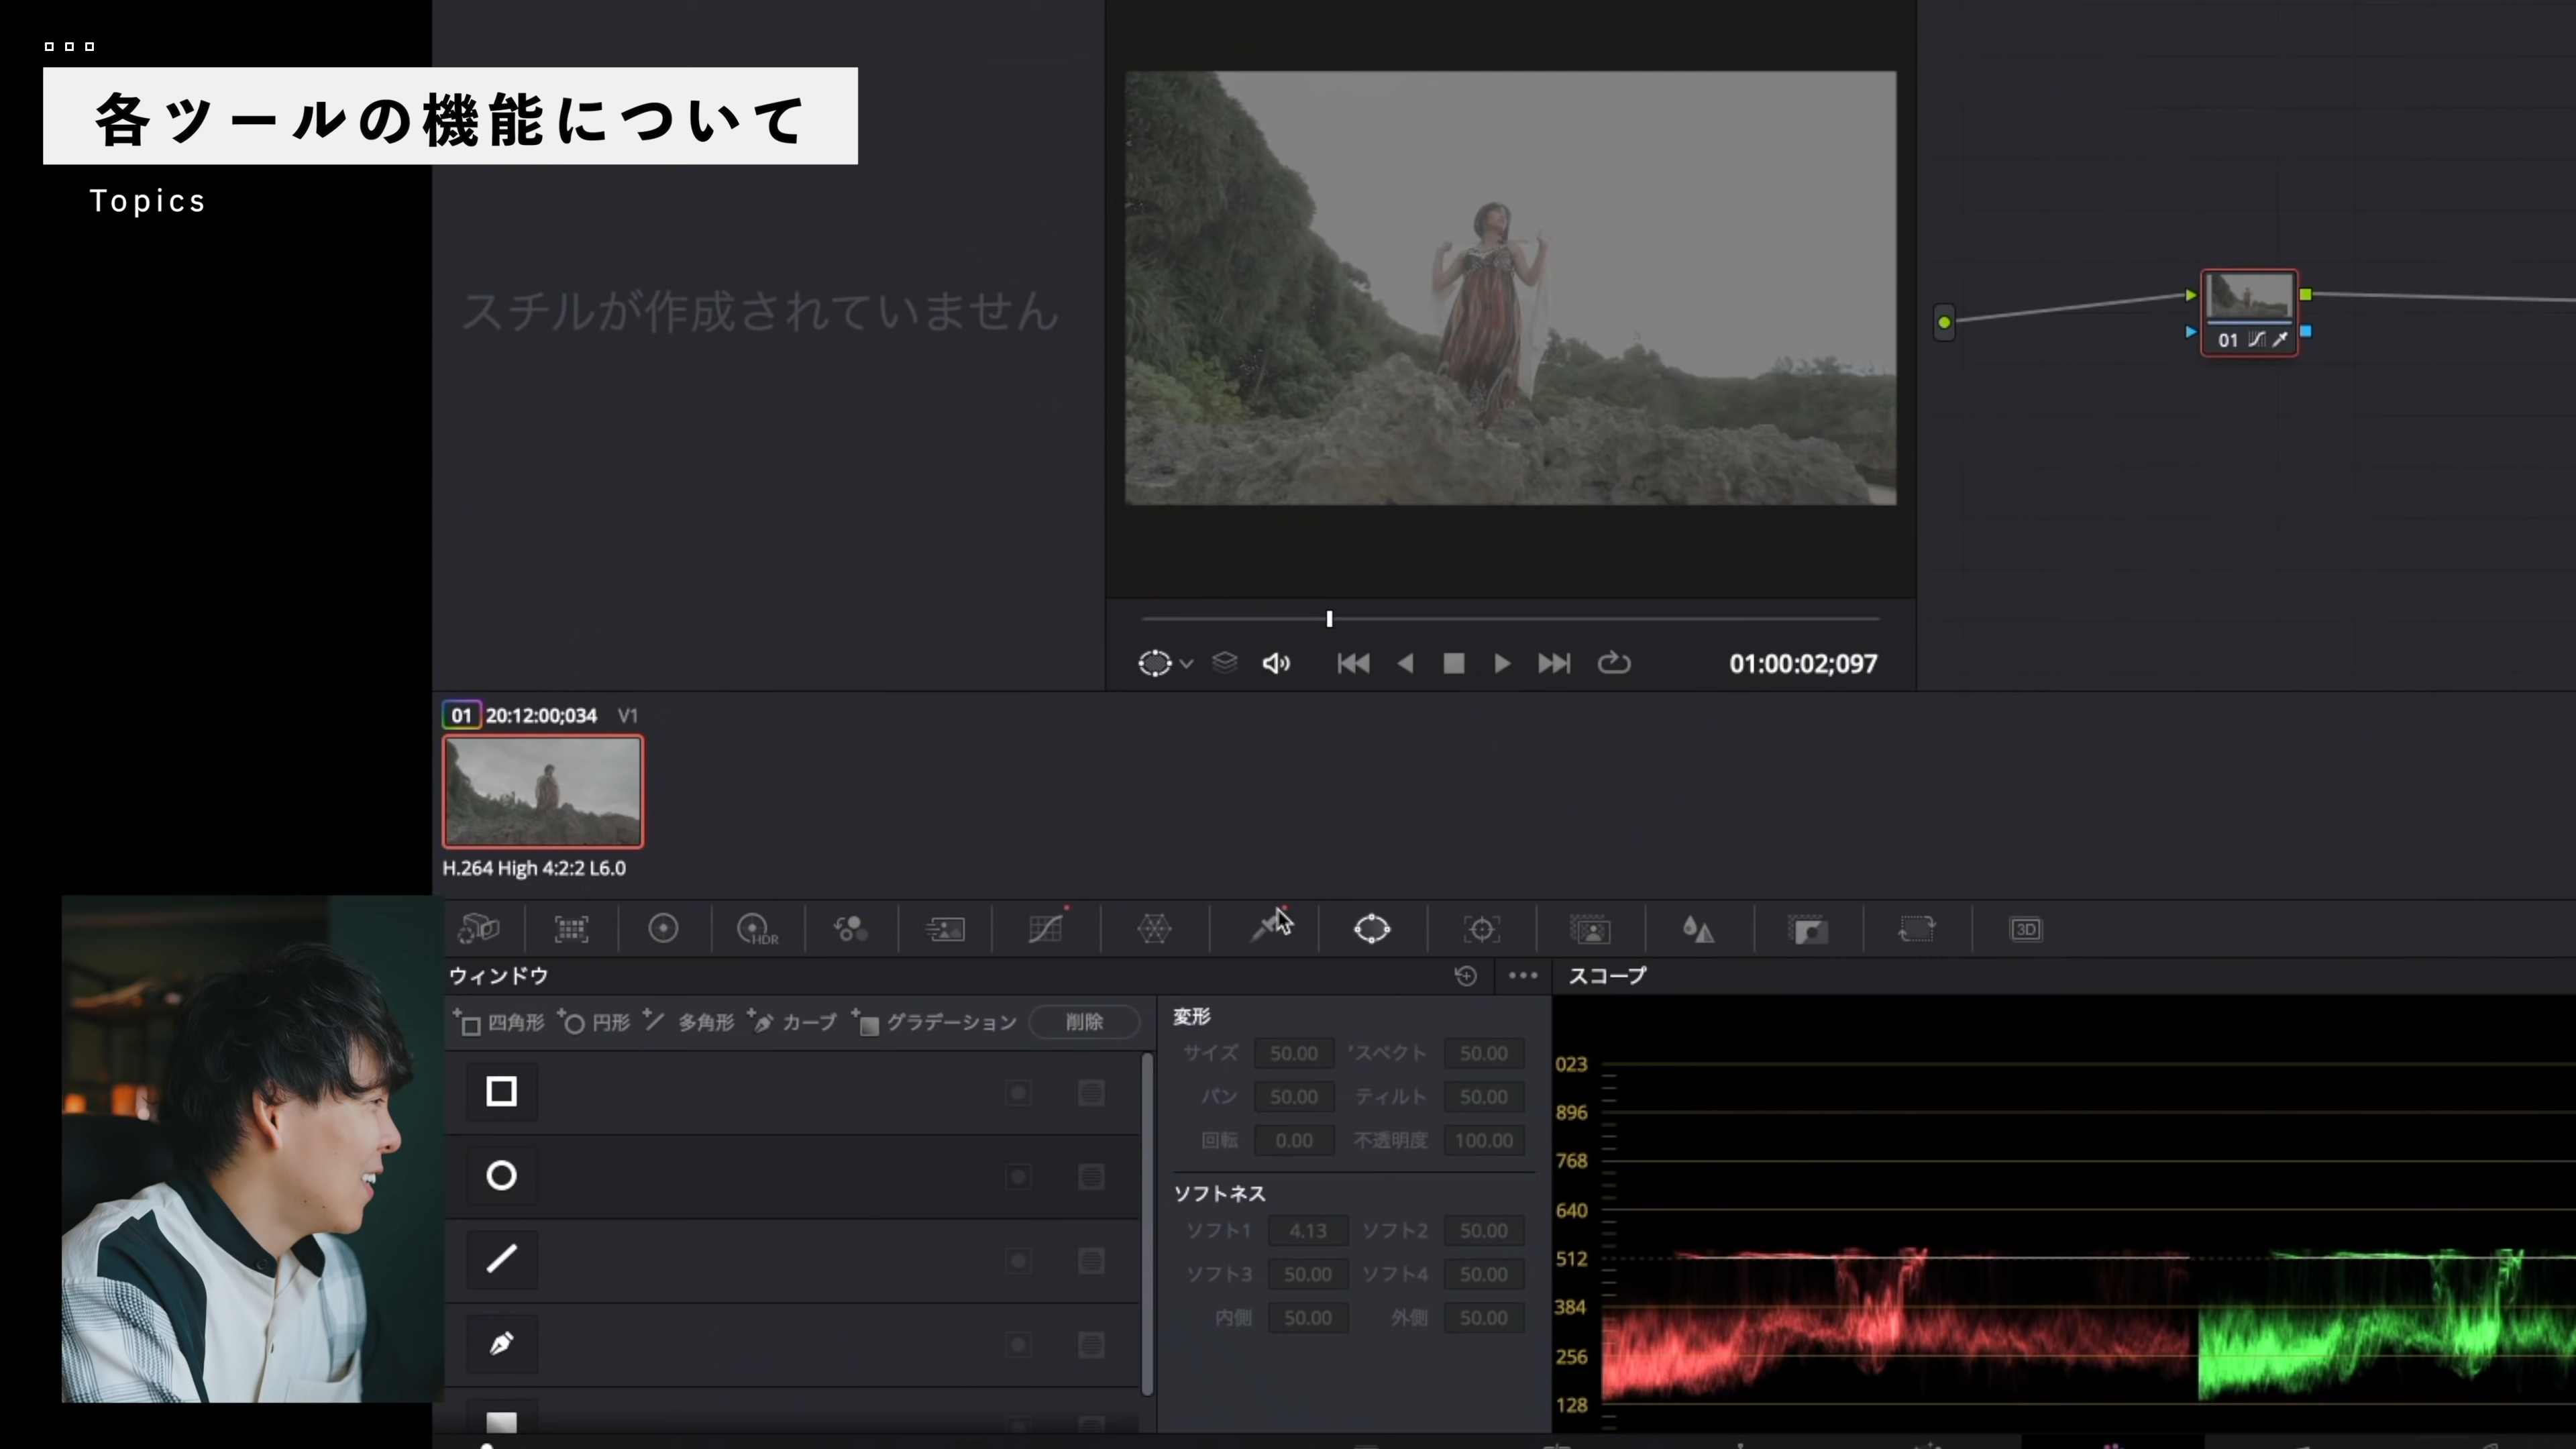 各ツールの機能について
Topics
スチルが作成されていません
01
01:00:02;097
01 20:12:00;034 V1
H.264 High 4:2:2 L6.0
HDR
3D
ウィンドウ
スコープ
四角形 円形 多角形 カーブ グラデーション 削除
変形
サイズ 50.00 スペクト 50.00
パン 50.00 ティルト 50.00
回転 0.00 不透明度 100.00
ソフトネス
ソフト1 4.13 ソフト2 50.00
ソフト3 50.00 ソフト4 50.00
内側 50.00 外側 50.00
023
896
768
640
512
384
256
128